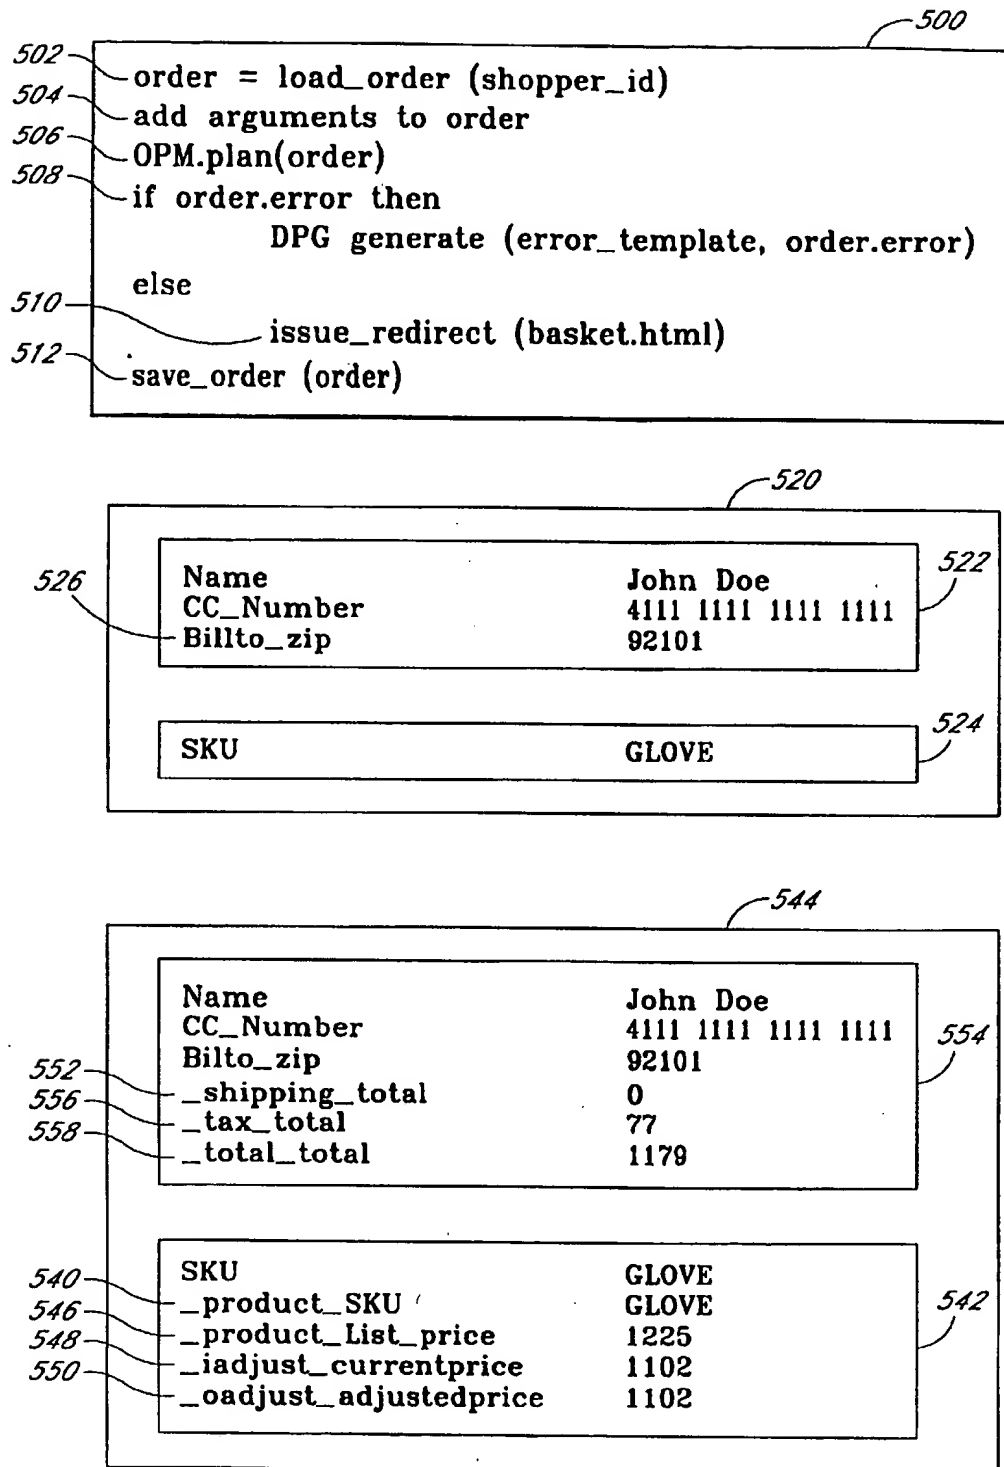 500
502 order = load_order (shopper_id)
504 add arguments to order
506 OPM.plan(order)
508 if order.error then
DPG generate (error_template, order.error)
else
510 issue_redirect (basket.html)
512 save_order (order)
520
522
526
Name John Doe
CC_Number 4111 1111 1111 1111
Billto_zip 92101
524
SKU GLOVE
544
Name John Doe
CC_Number 4111 1111 1111 1111 554
Bilto_zip 92101
552 _shipping_total 0
556 _tax_total 77
558 _total_total 1179
SKU GLOVE
540 _product_SKU GLOVE 542
546 _product_List_price 1225
548 _iadjust_currentprice 1102
550 _oadjust_adjustedprice 1102